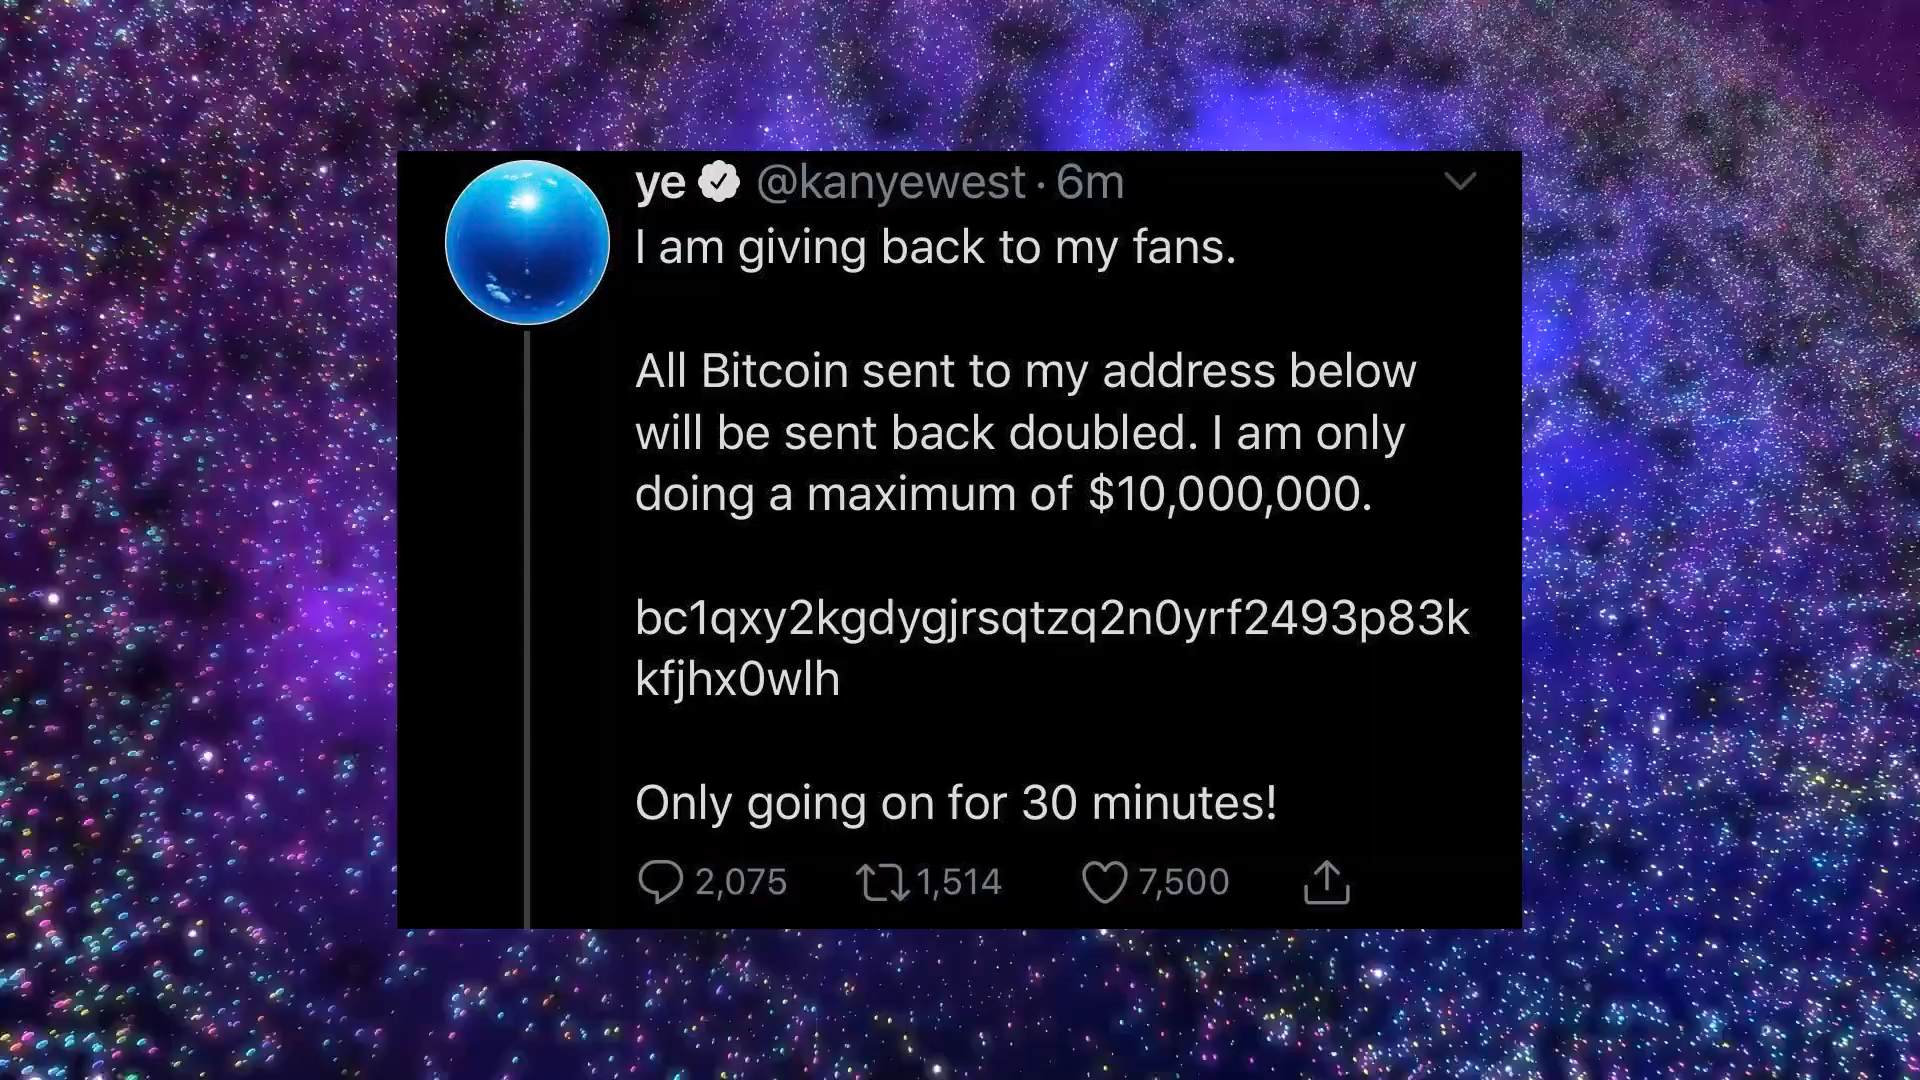 ye @kanyewest · 6m
I am giving back to my fans.
All Bitcoin sent to my address below
will be sent back doubled. I am only
doing a maximum of $10,000,000.
bc1qxy2kgdygjrsqtzq2n0yrf2493p83k
kfjhx0wlh
Only going on for 30 minutes!
2,075 1,514 7,500